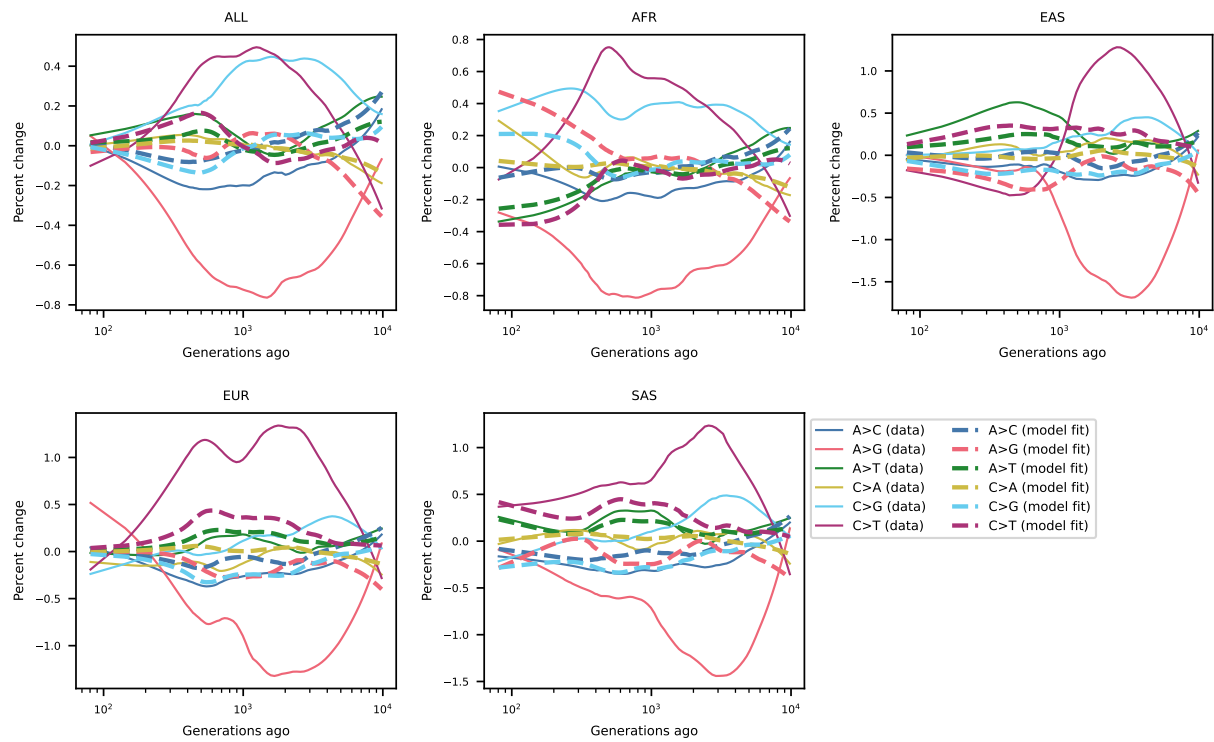 ALL
AFR
EAS
Percent change
0.4
0.2
0.0
−0.2
−0.4
−0.6
−0.8
10²
10³
10⁴
Generations ago
Percent change
0.8
0.6
0.4
0.2
0.0
−0.2
−0.4
−0.6
−0.8
10²
10³
10⁴
Generations ago
Percent change
1.0
0.5
0.0
−0.5
−1.0
−1.5
10²
10³
10⁴
Generations ago
EUR
SAS
Percent change
1.0
0.5
0.0
−0.5
−1.0
10²
10³
10⁴
Generations ago
Percent change
1.0
0.5
0.0
−0.5
−1.0
−1.5
10²
10³
10⁴
Generations ago
A>C (data)
A>G (data)
A>T (data)
C>A (data)
C>G (data)
C>T (data)
A>C (model fit)
A>G (model fit)
A>T (model fit)
C>A (model fit)
C>G (model fit)
C>T (model fit)